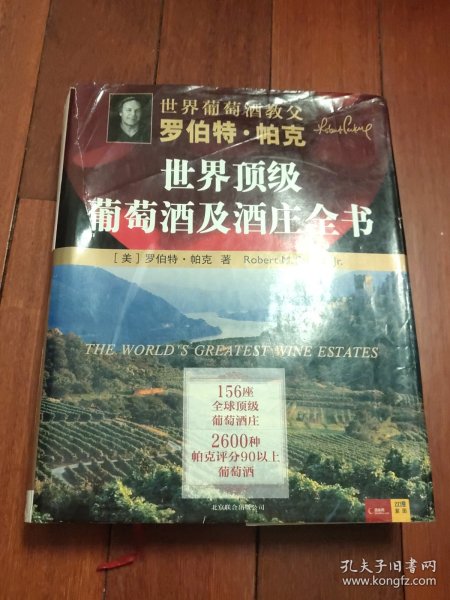 世界葡萄酒教父
罗伯特·帕克
世界顶级
葡萄酒及酒庄全书
[美] 罗伯特·帕克 著 Robert M. Jr.
THE WORLD"S GREATEST WINE ESTATES
156座
全球顶级
葡萄酒庄
2600种
帕克评分90以上
葡萄酒
北京联合出版公司
孔夫子旧书网
www.kongfz.com